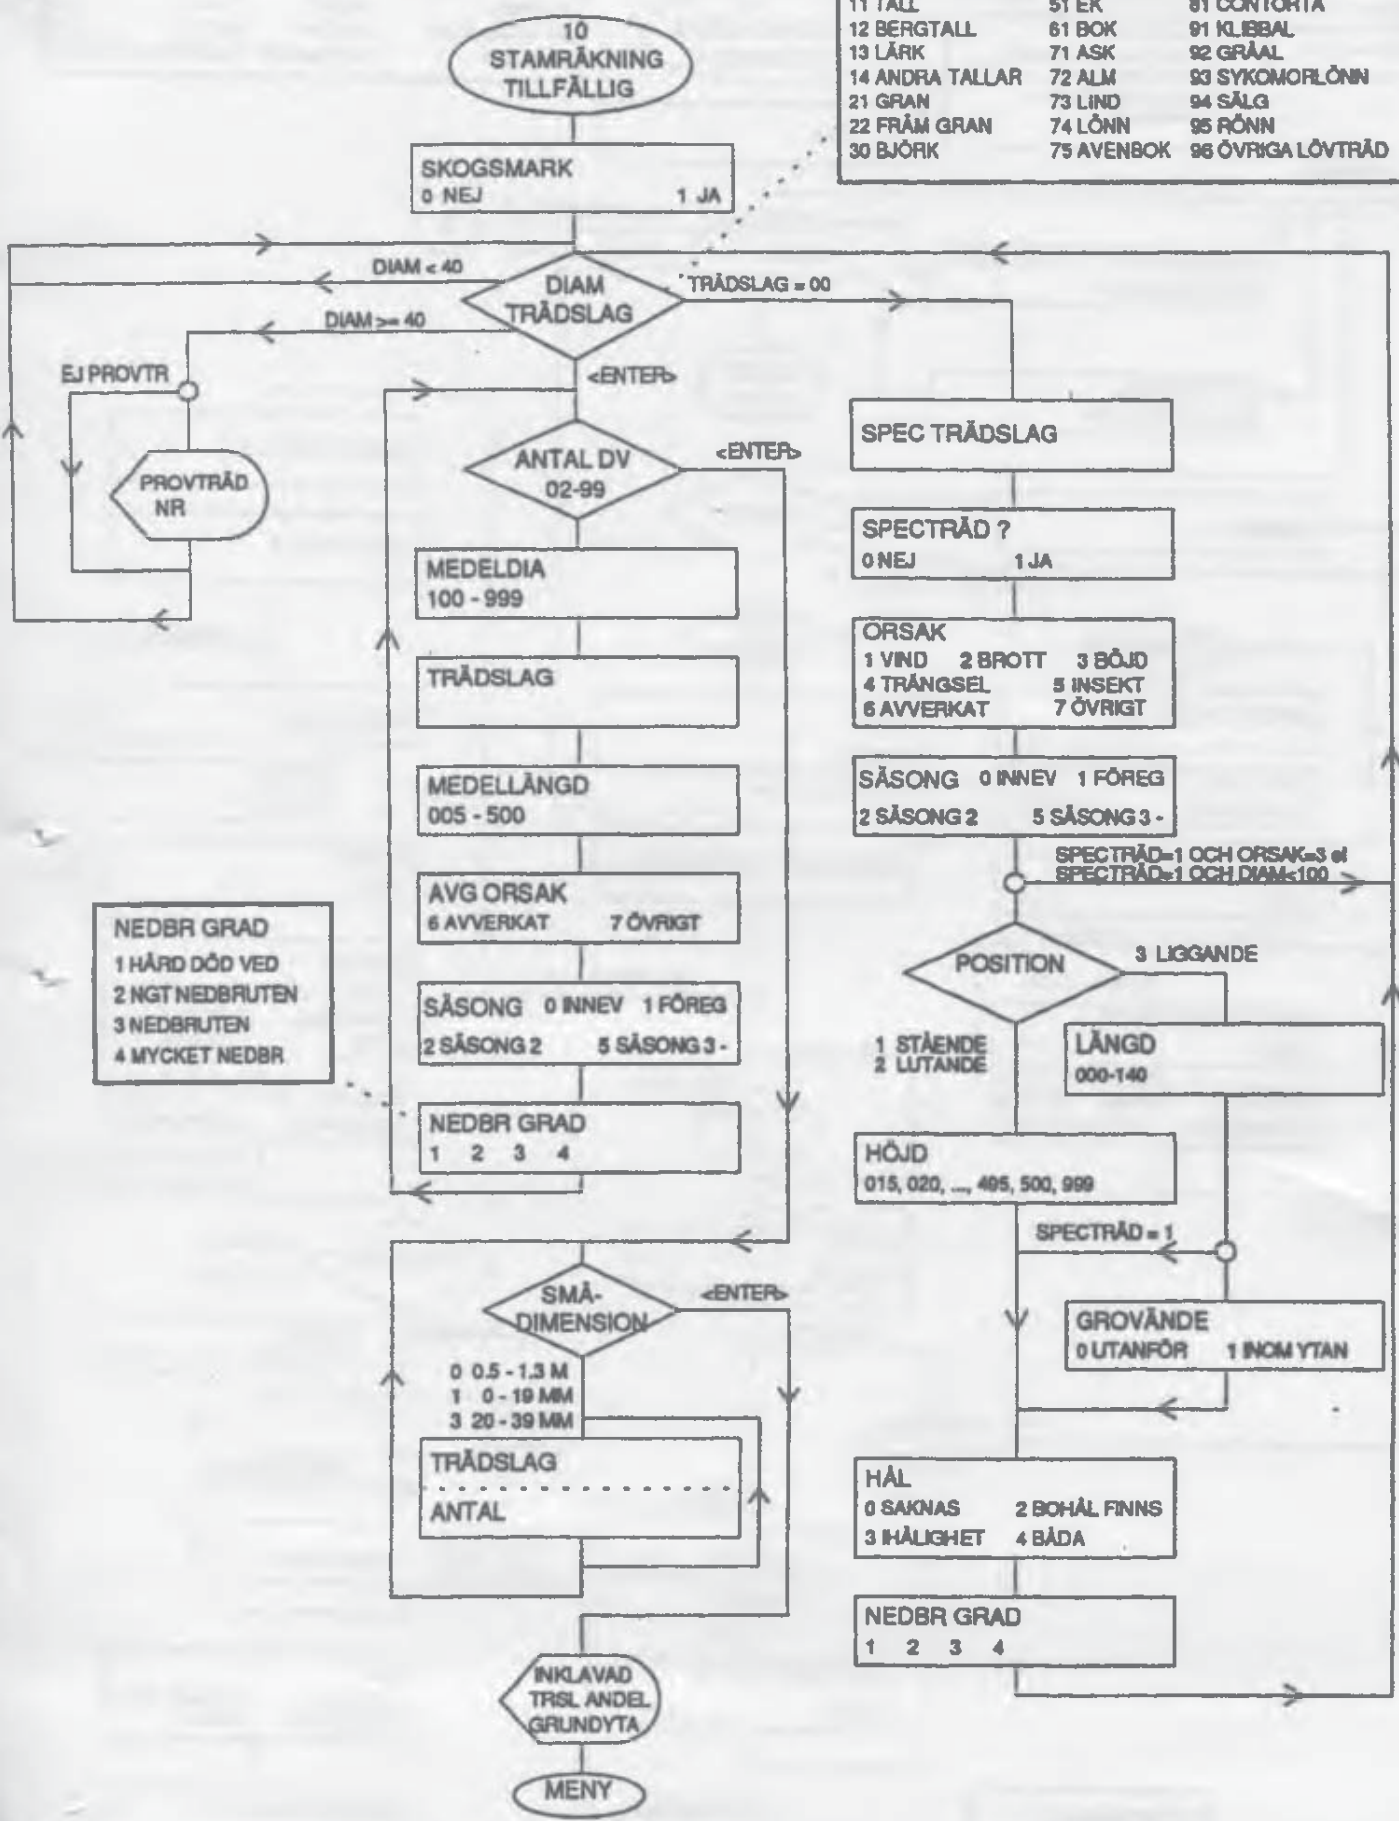 10
STAMRÄKNING
TILLFÄLLIG
11 TALL 51 EK 81 CONTORTA
12 BERGTALL 61 BOK 91 KLIBBAL
13 LÄRK 71 ASK 92 GRÅAL
14 ANDRA TALLAR 72 ALM 93 SYKOMORLÖNN
21 GRAN 73 LIND 94 SÄLG
22 FRÄM GRAN 74 LÖNN 95 RÖNN
30 BJÖRK 75 AVENBOK 96 ÖVRIGA LÖVTRÄD
SKOGSMARK
0 NEJ 1 JA
DIAM < 40
DIAM
TRÄDSLAG
TRÄDSLAG = 00
DIAM >= 40
EJ PROVTR
<ENTER>
PROVTRÄD
NR
ANTAL DV
02-99
<ENTER>
MEDELDIA
100 - 999
TRÄDSLAG
MEDELLÄNGD
005 - 500
AVG ORSAK
6 AVVERKAT 7 ÖVRIGT
SÄSONG 0 INNEV 1 FÖREG
2 SÄSONG 2 5 SÄSONG 3 -
NEDBR GRAD
1 2 3 4
NEDBR GRAD
1 HÅRD DÖD VED
2 NGT NEDBRUTEN
3 NEDBRUTEN
4 MYCKET NEDBR
SMÅ-
DIMENSION
<ENTER>
0 0.5 - 1.3 M
1 0 - 19 MM
3 20 - 39 MM
TRÄDSLAG
ANTAL
INKLAVAD
TRSL ANDEL
GRUNDYTA
MENY
SPEC TRÄDSLAG
SPECTRÄD ?
0 NEJ 1 JA
ORSAK
1 VIND 2 BROTT 3 BÖJD
4 TRÄNGSEL 5 INSEKT
6 AVVERKAT 7 ÖVRIGT
SÄSONG 0 INNEV 1 FÖREG
2 SÄSONG 2 5 SÄSONG 3 -
SPECTRÄD=1 OCH ORSAK=3 el
SPECTRÄD=1 OCH DIAM<100
POSITION
3 LIGGANDE
1 STÅENDE
2 LUTANDE
LÄNGD
000-140
HÖJD
015, 020, ..., 495, 500, 999
SPECTRÄD = 1
GROVÄNDE
0 UTANFÖR 1 INOM YTAN
HÅL
0 SAKNAS 2 BOHÅL FINNS
3 IHÅLIGHET 4 BÅDA
NEDBR GRAD
1 2 3 4